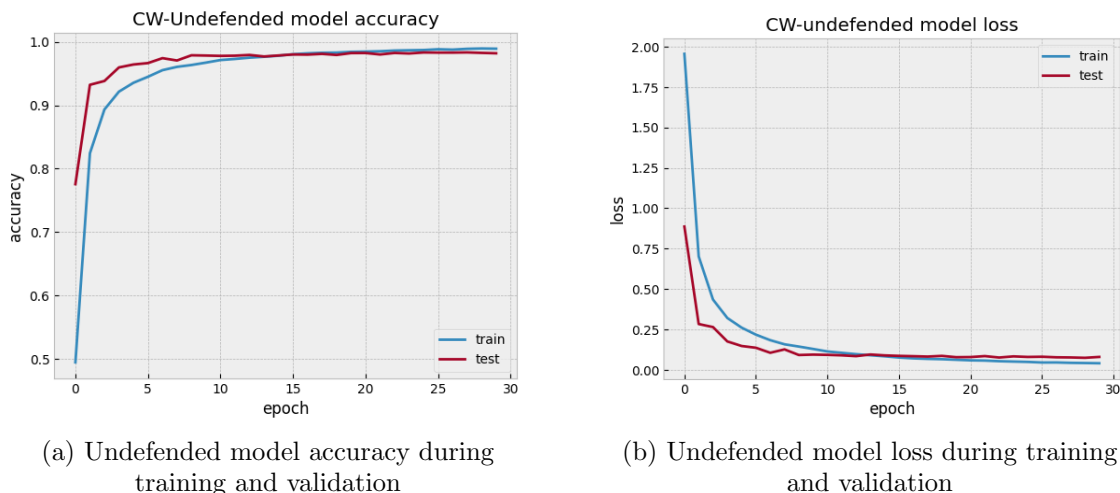 CW-Undefended model accuracy
1.0
0.9
0.8
0.7
0.6
0.5
accuracy
train
test
0 5 10 15 20 25 30
epoch
(a) Undefended model accuracy during
training and validation
CW-undefended model loss
2.00
1.75
1.50
1.25
1.00
0.75
0.50
0.25
0.00
loss
train
test
0 5 10 15 20 25 30
epoch
(b) Undefended model loss during training
and validation